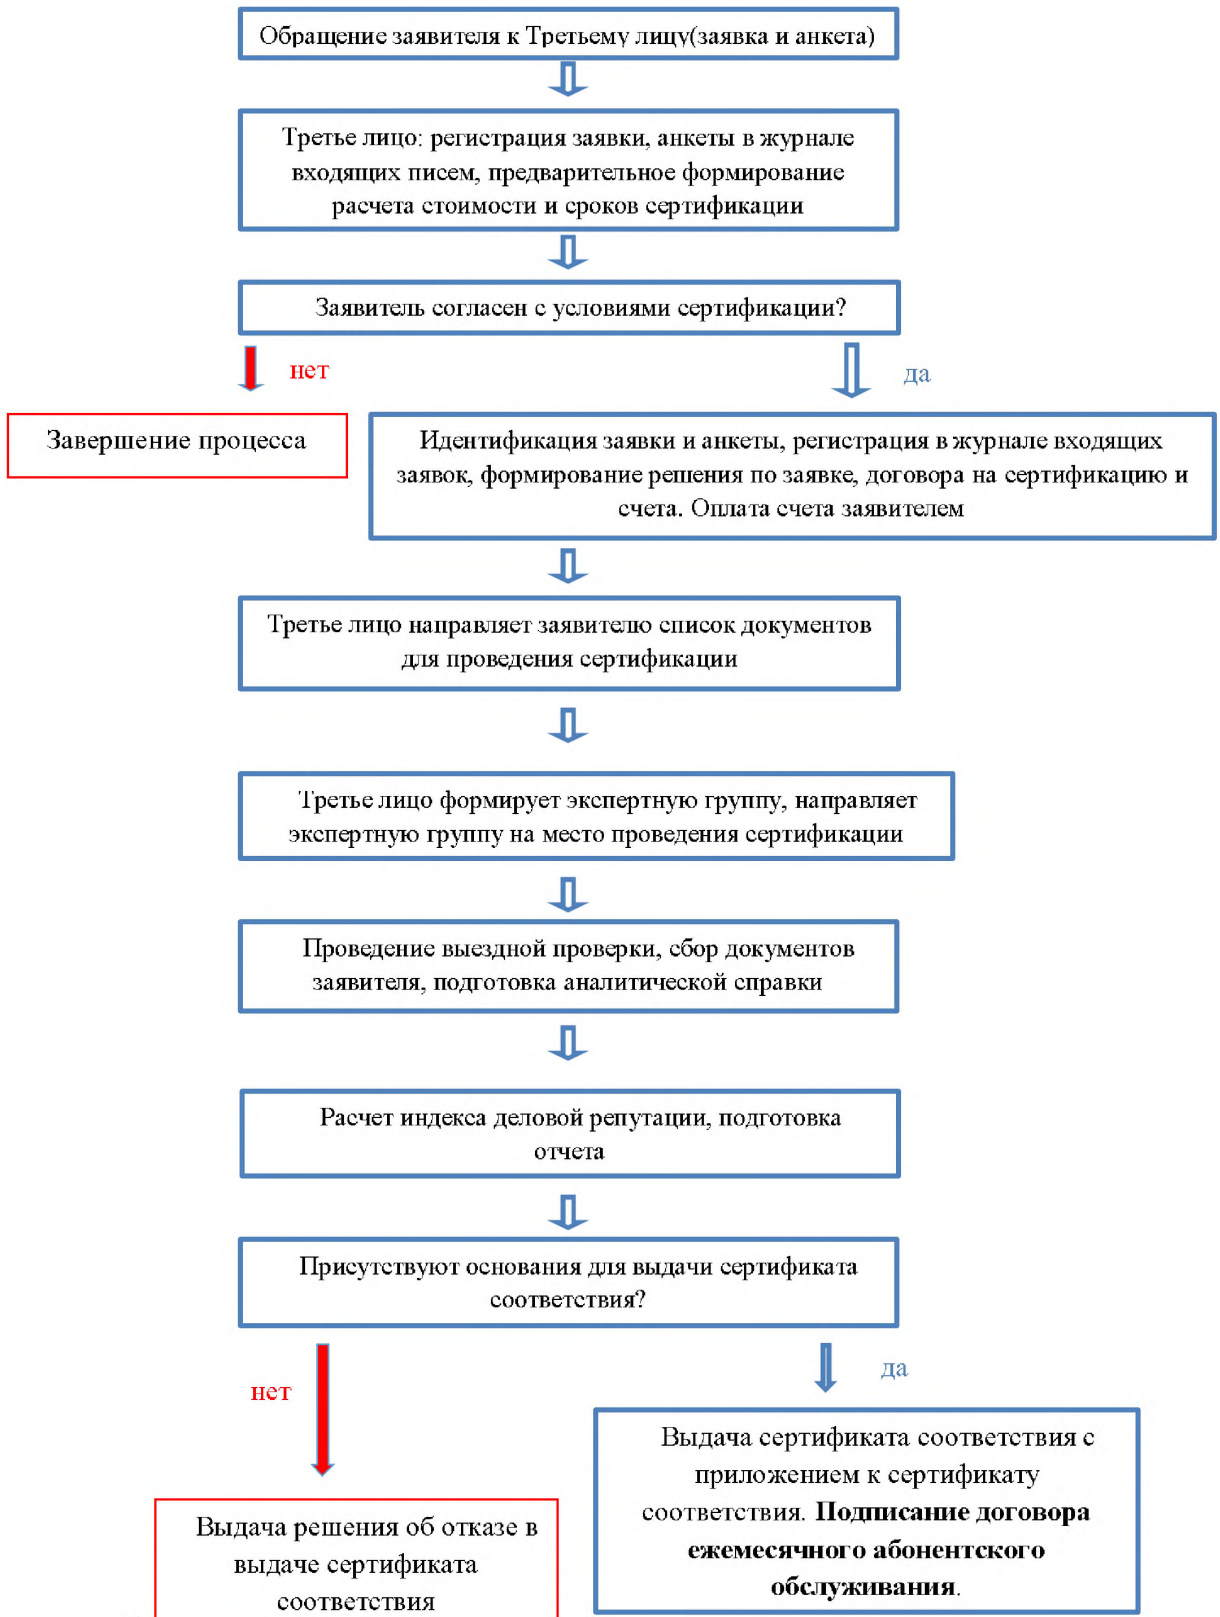 Обращение заявителя к Третьему лицу(заявка и анкета)
Третье лицо: регистрация заявки, анкеты в журнале
входящих писем, предварительное формирование
расчета стоимости и сроков сертификации
Заявитель согласен с условиями сертификации?
нет
да
Завершение процесса
Идентификация заявки и анкеты, регистрация в журнале входящих
заявок, формирование решения по заявке, договора на сертификацию и
счета. Оплата счета заявителем
Третье лицо направляет заявителю список документов
для проведения сертификации
Третье лицо формирует экспертную группу, направляет
экспертную группу на место проведения сертификации
Проведение выездной проверки, сбор документов
заявителя, подготовка аналитической справки
Расчет индекса деловой репутации, подготовка
отчета
Присутствуют основания для выдачи сертификата
соответствия?
нет
да
Выдача решения об отказе в
выдаче сертификата
соответствия
Выдача сертификата соответствия с
приложением к сертификату
соответствия. Подписание договора
ежемесячного абонентского
обслуживания.